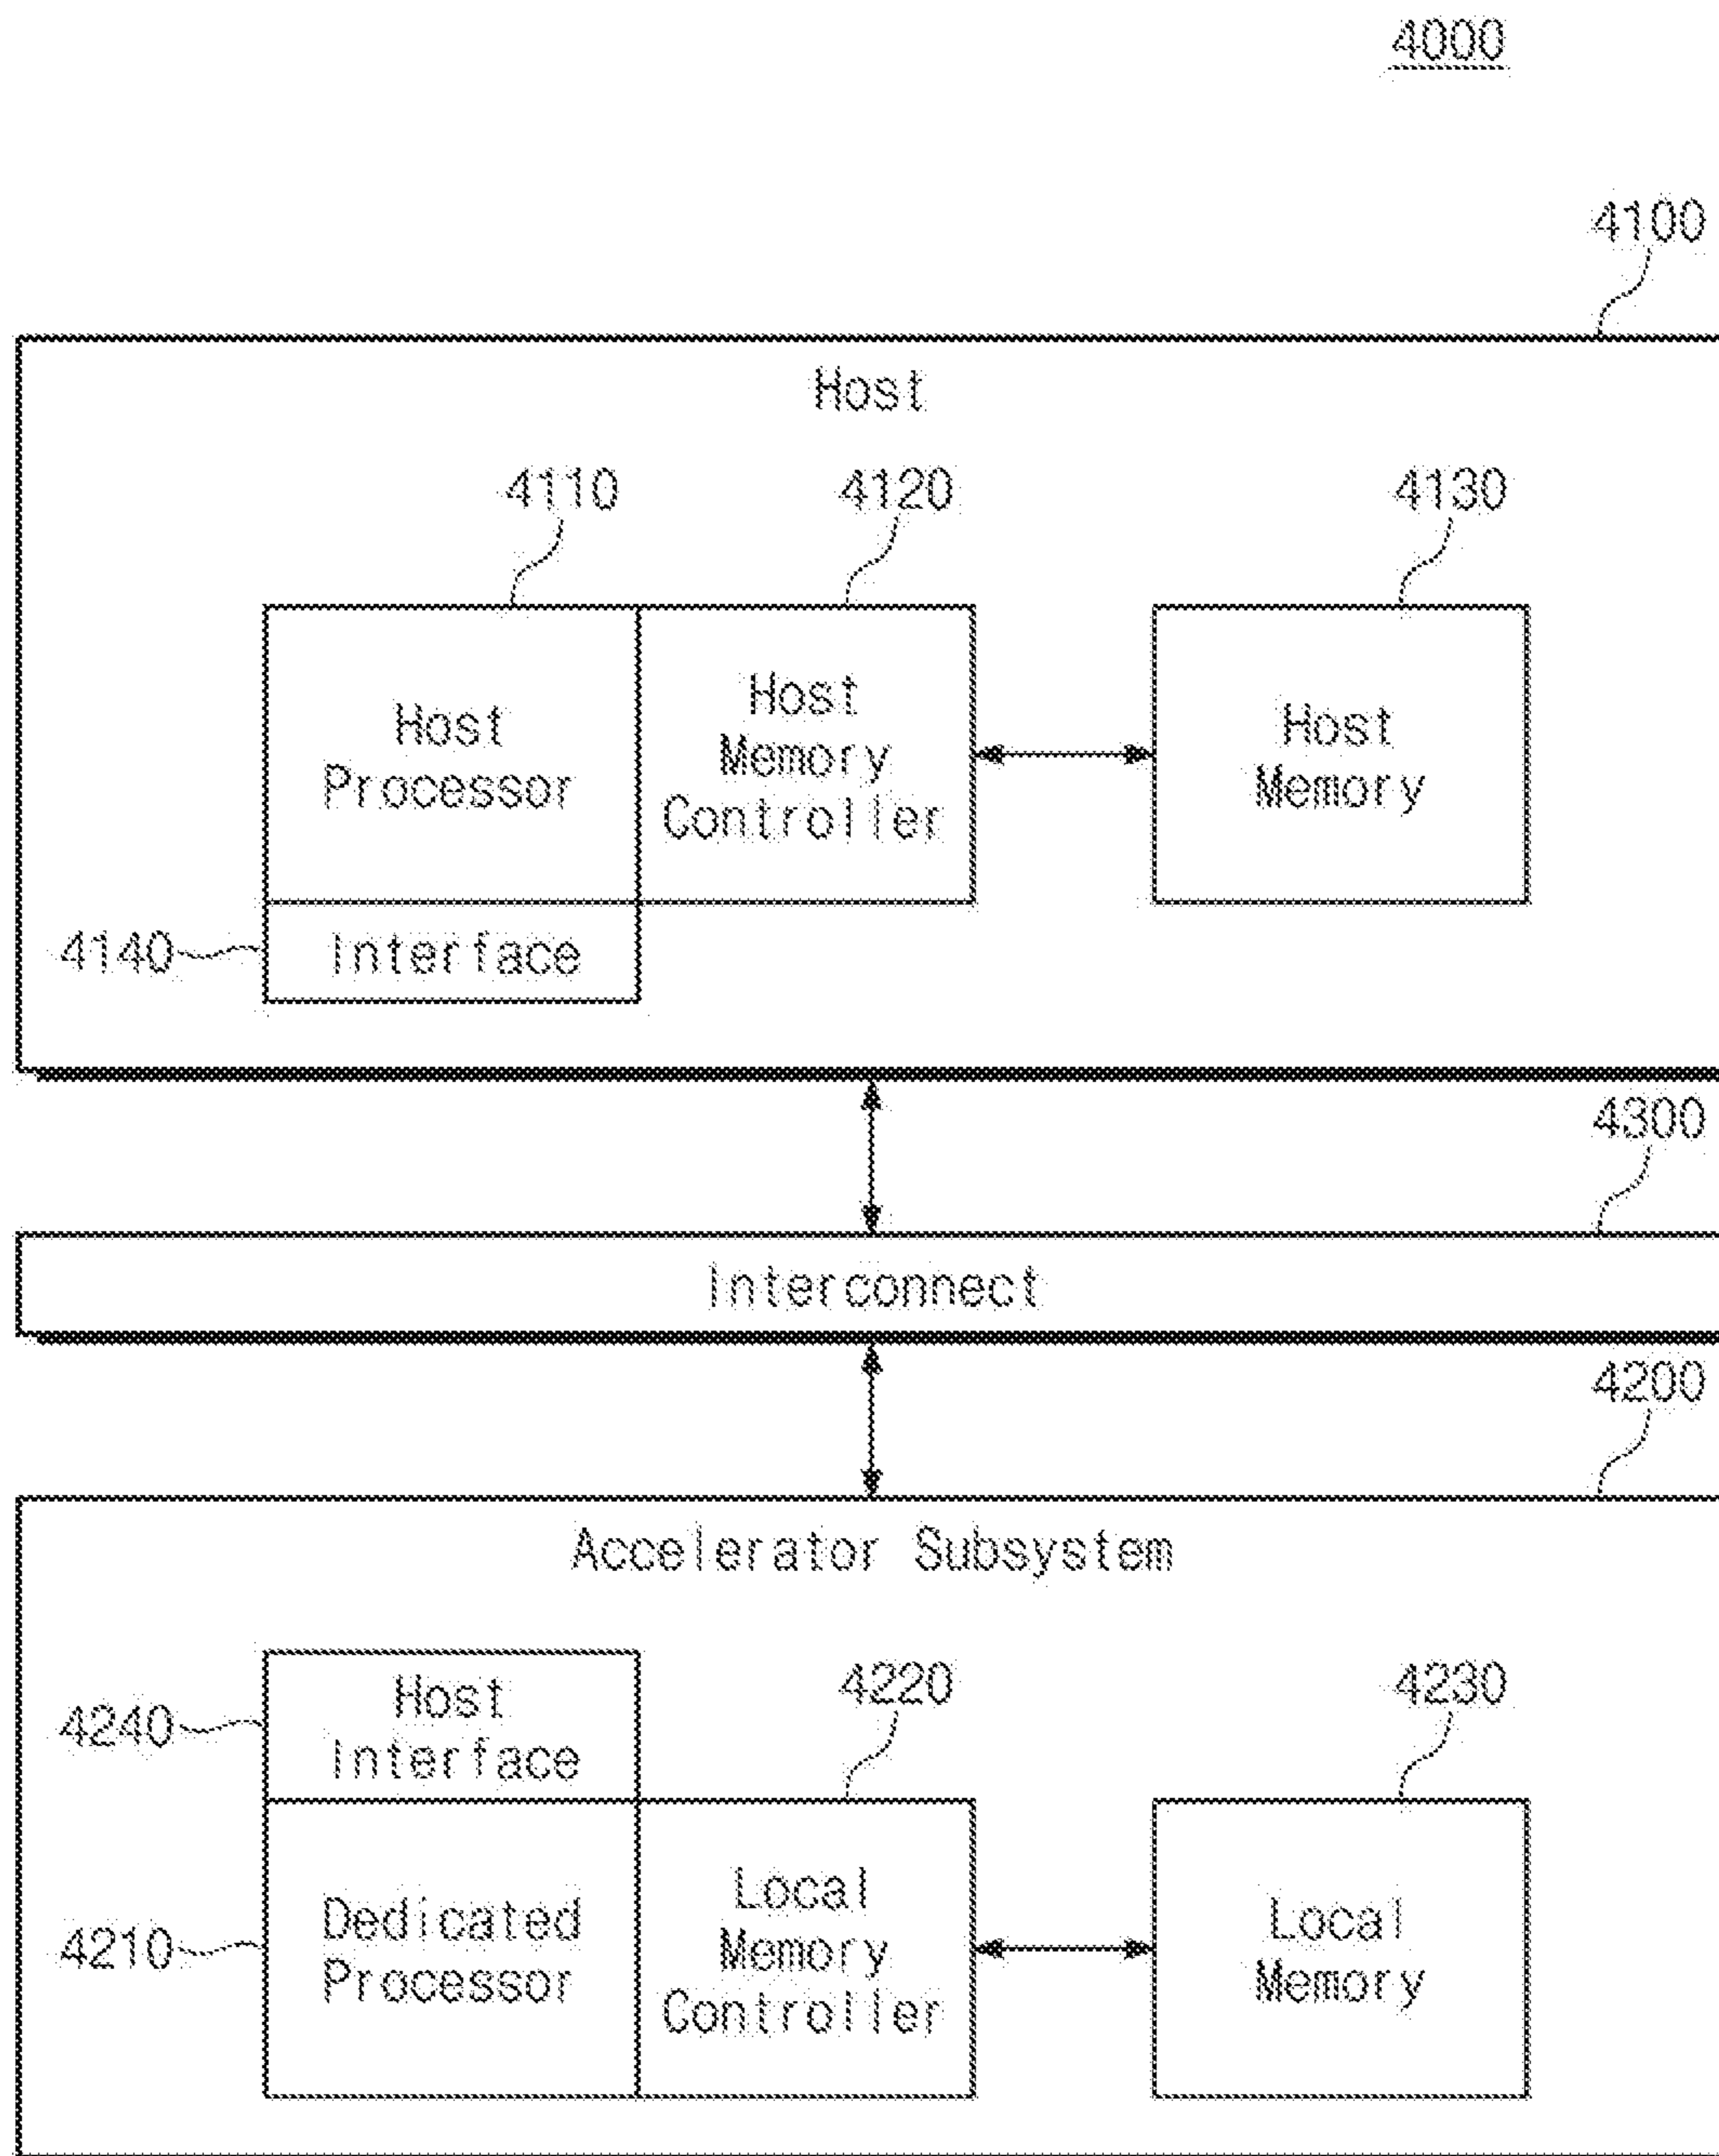 4000
4100
Host
4110
4120
4130
Host
Processor
Host
Memory
Controller
Host
Memory
4140
Interface
4300
Interconnect
4200
Accelerator Subsystem
4240
Host
Interface
4220
4230
4210
Dedicated
Processor
Local
Memory
Controller
Local
Memory